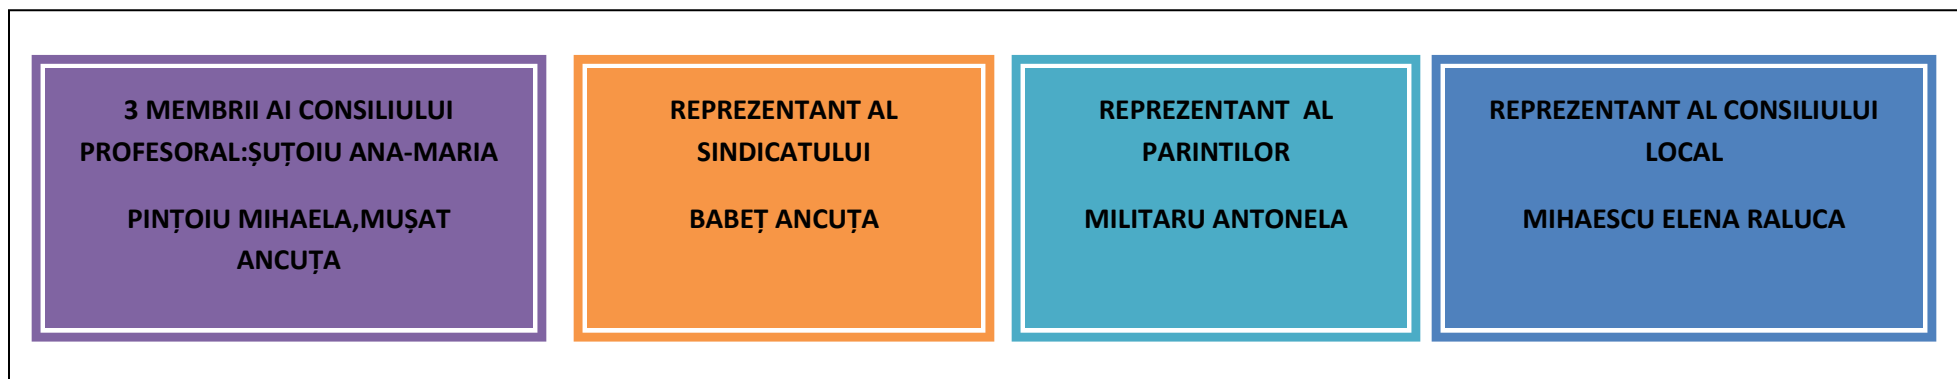 3 MEMBRII AI CONSILIULUI
PROFESORAL:ȘUȚOIU ANA-MARIA
PINȚOIU MIHAELA,MUȘAT
ANCUȚA
REPREZENTANT AL
SINDICATULUI
BABEȚ ANCUȚA
REPREZENTANT  AL
PARINTILOR
MILITARU ANTONELA
REPREZENTANT AL CONSILIULUI
LOCAL
MIHAESCU ELENA RALUCA